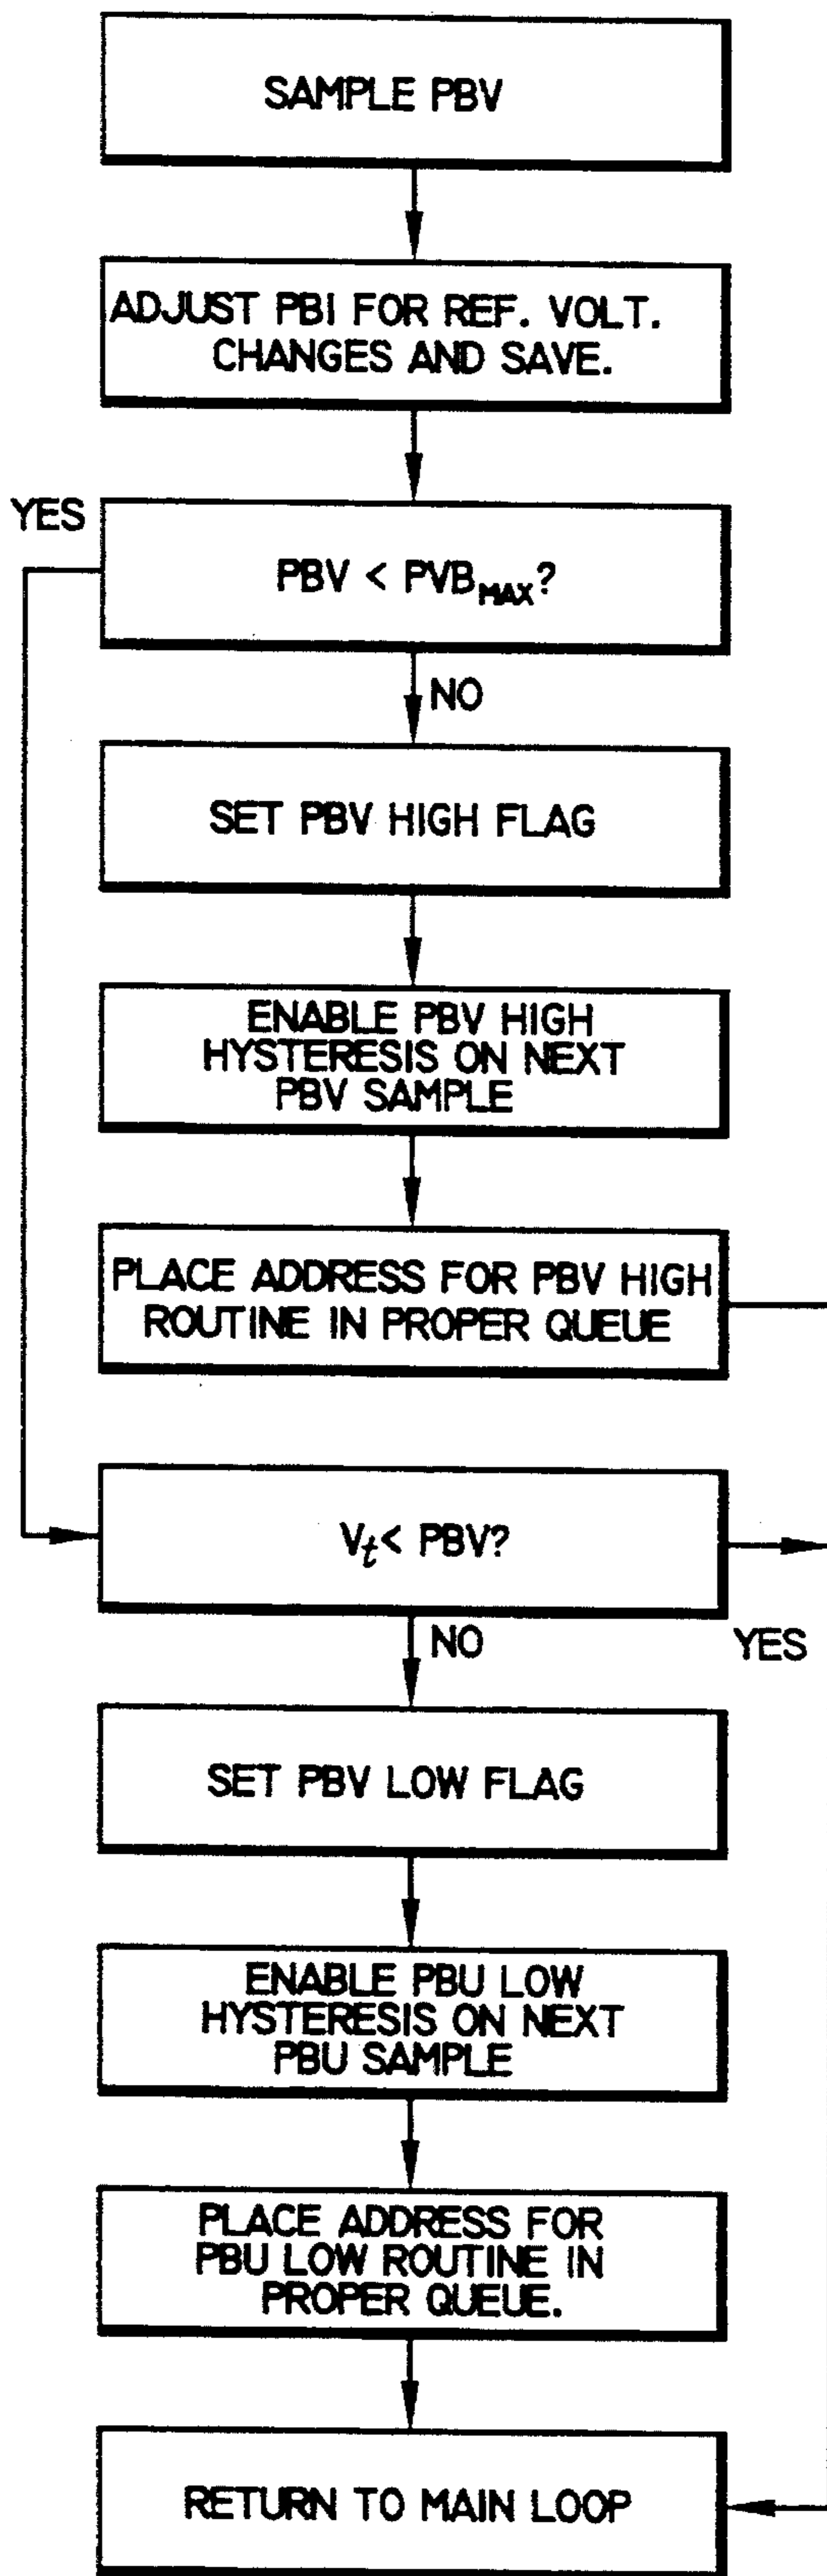 SAMPLE PBV
ADJUST PBI FOR REF. VOLT.
CHANGES AND SAVE.
YES
PBV < PVB_MAX?
NO
SET PBV HIGH FLAG
ENABLE PBV HIGH
HYSTERESIS ON NEXT
PBV SAMPLE
PLACE ADDRESS FOR PBV HIGH
ROUTINE IN PROPER QUEUE
V_t < PBV?
NO
YES
SET PBV LOW FLAG
ENABLE PBU LOW
HYSTERESIS ON NEXT
PBU SAMPLE
PLACE ADDRESS FOR
PBU LOW ROUTINE IN
PROPER QUEUE.
RETURN TO MAIN LOOP